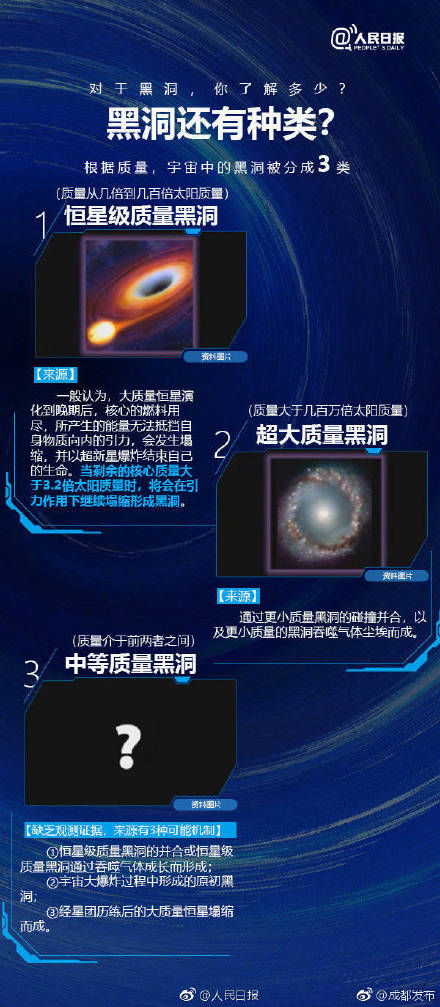 @人民日报
PEOPLE'S DAILY
对于黑洞，你了解多少？
黑洞还有种类？
根据质量，宇宙中的黑洞被分成3类
（质量从几倍到几百倍太阳质量）
1 恒星级质量黑洞
资料图片
【来源】
一般认为，大质量恒星演
化到晚期后，核心的燃料用
尽，所产生的能量无法抵挡自
身物质向内的引力，会发生塌
缩，并以超新星爆炸结束自己
的生命。当剩余的核心质量大
于3.2倍太阳质量时，将会在引
力作用下继续塌缩形成黑洞。
（质量大于几百万倍太阳质量）
2 超大质量黑洞
资料图片
【来源】
通过更小质量黑洞的碰撞并合，以
及更小质量的黑洞吞噬气体尘埃而成。
（质量介于前两者之间）
3 中等质量黑洞
?
资料图片
【缺乏观测证据，来源有3种可能机制】
①恒星级质量黑洞的并合或恒星级
质量黑洞通过吞噬气体成长而形成；
②宇宙大爆炸过程中形成的原初黑
洞；
③经星团历练后的大质量恒星塌缩
而成。
@人民日报
@成都发布